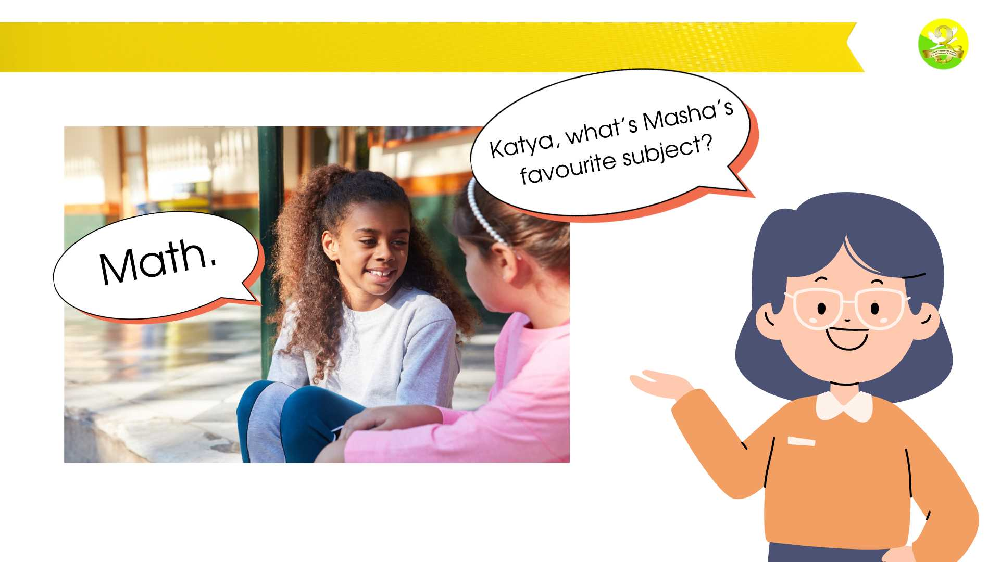 Katya, what's Masha's
favourite subject?
Math.